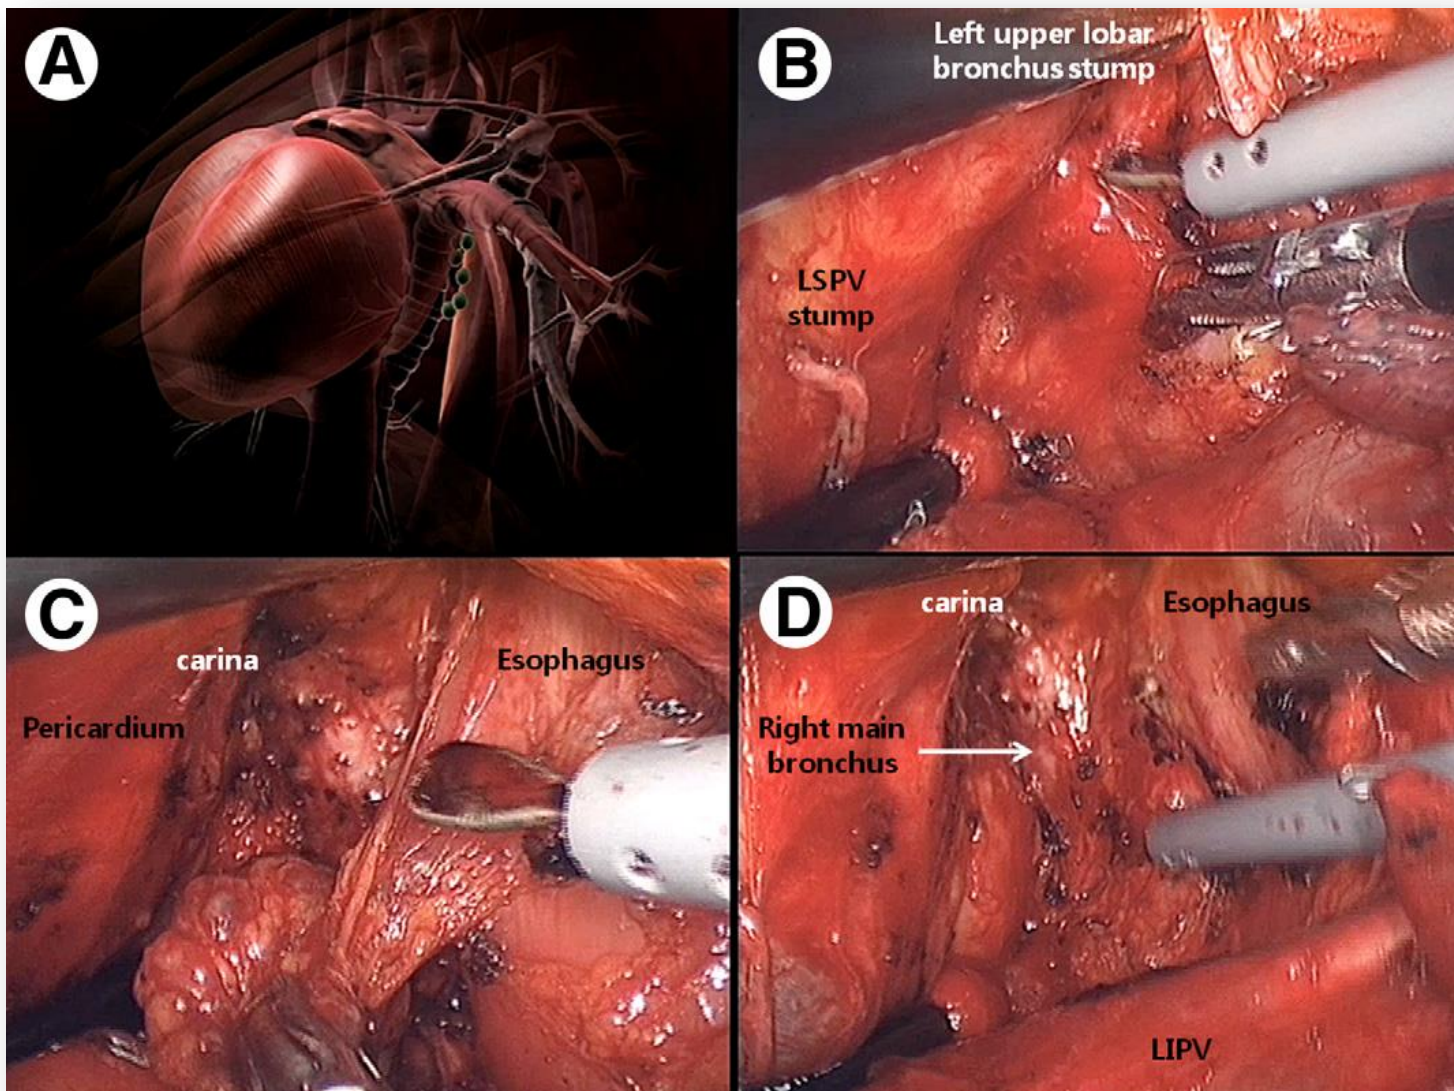 A
B
Left upper lobar
bronchus stump
LSPV
stump
C
carina
Esophagus
Pericardium
D
carina
Esophagus
Right main
bronchus
LIPV